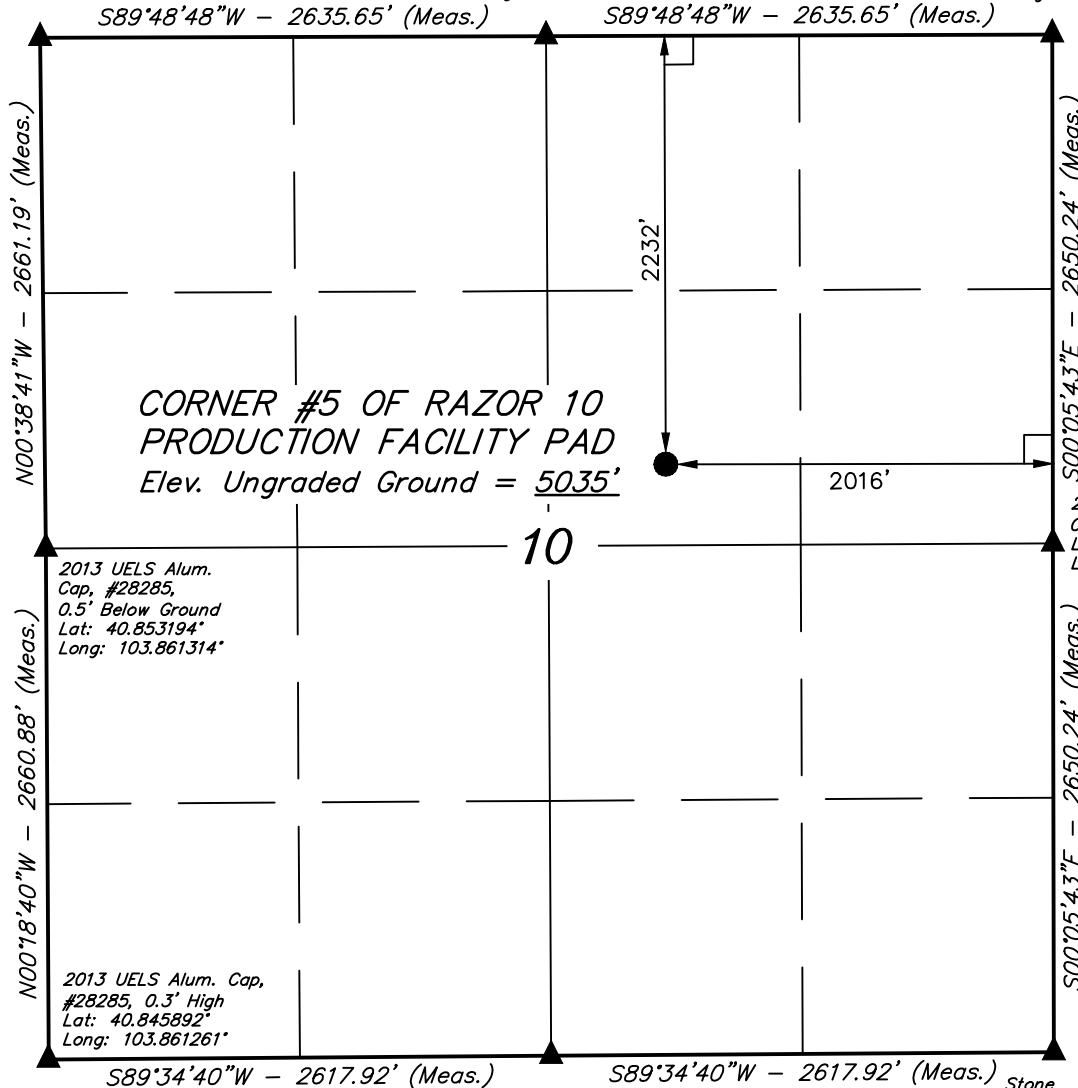 S89°48'48"W - 2635.65' (Meas.)
S89°48'48"W - 2635.65' (Meas.)
N00°38'41"W - 2661.19' (Meas.)
S00°05'43"E - 2650.24' (Meas.)
2232'
CORNER #5 OF RAZOR 10
PRODUCTION FACILITY PAD
Elev. Ungraded Ground = 5035'
2016'
10
2013 UELS Alum.
Cap, #28285,
0.5' Below Ground
Lat: 40.853194°
Long: 103.861314°
N00°18'40"W - 2660.88' (Meas.)
S00°05'43"E - 2650.24' (Meas.)
2013 UELS Alum. Cap,
#28285, 0.3' High
Lat: 40.845892°
Long: 103.861261°
S89°34'40"W - 2617.92' (Meas.)
S89°34'40"W - 2617.92' (Meas.)
Stone